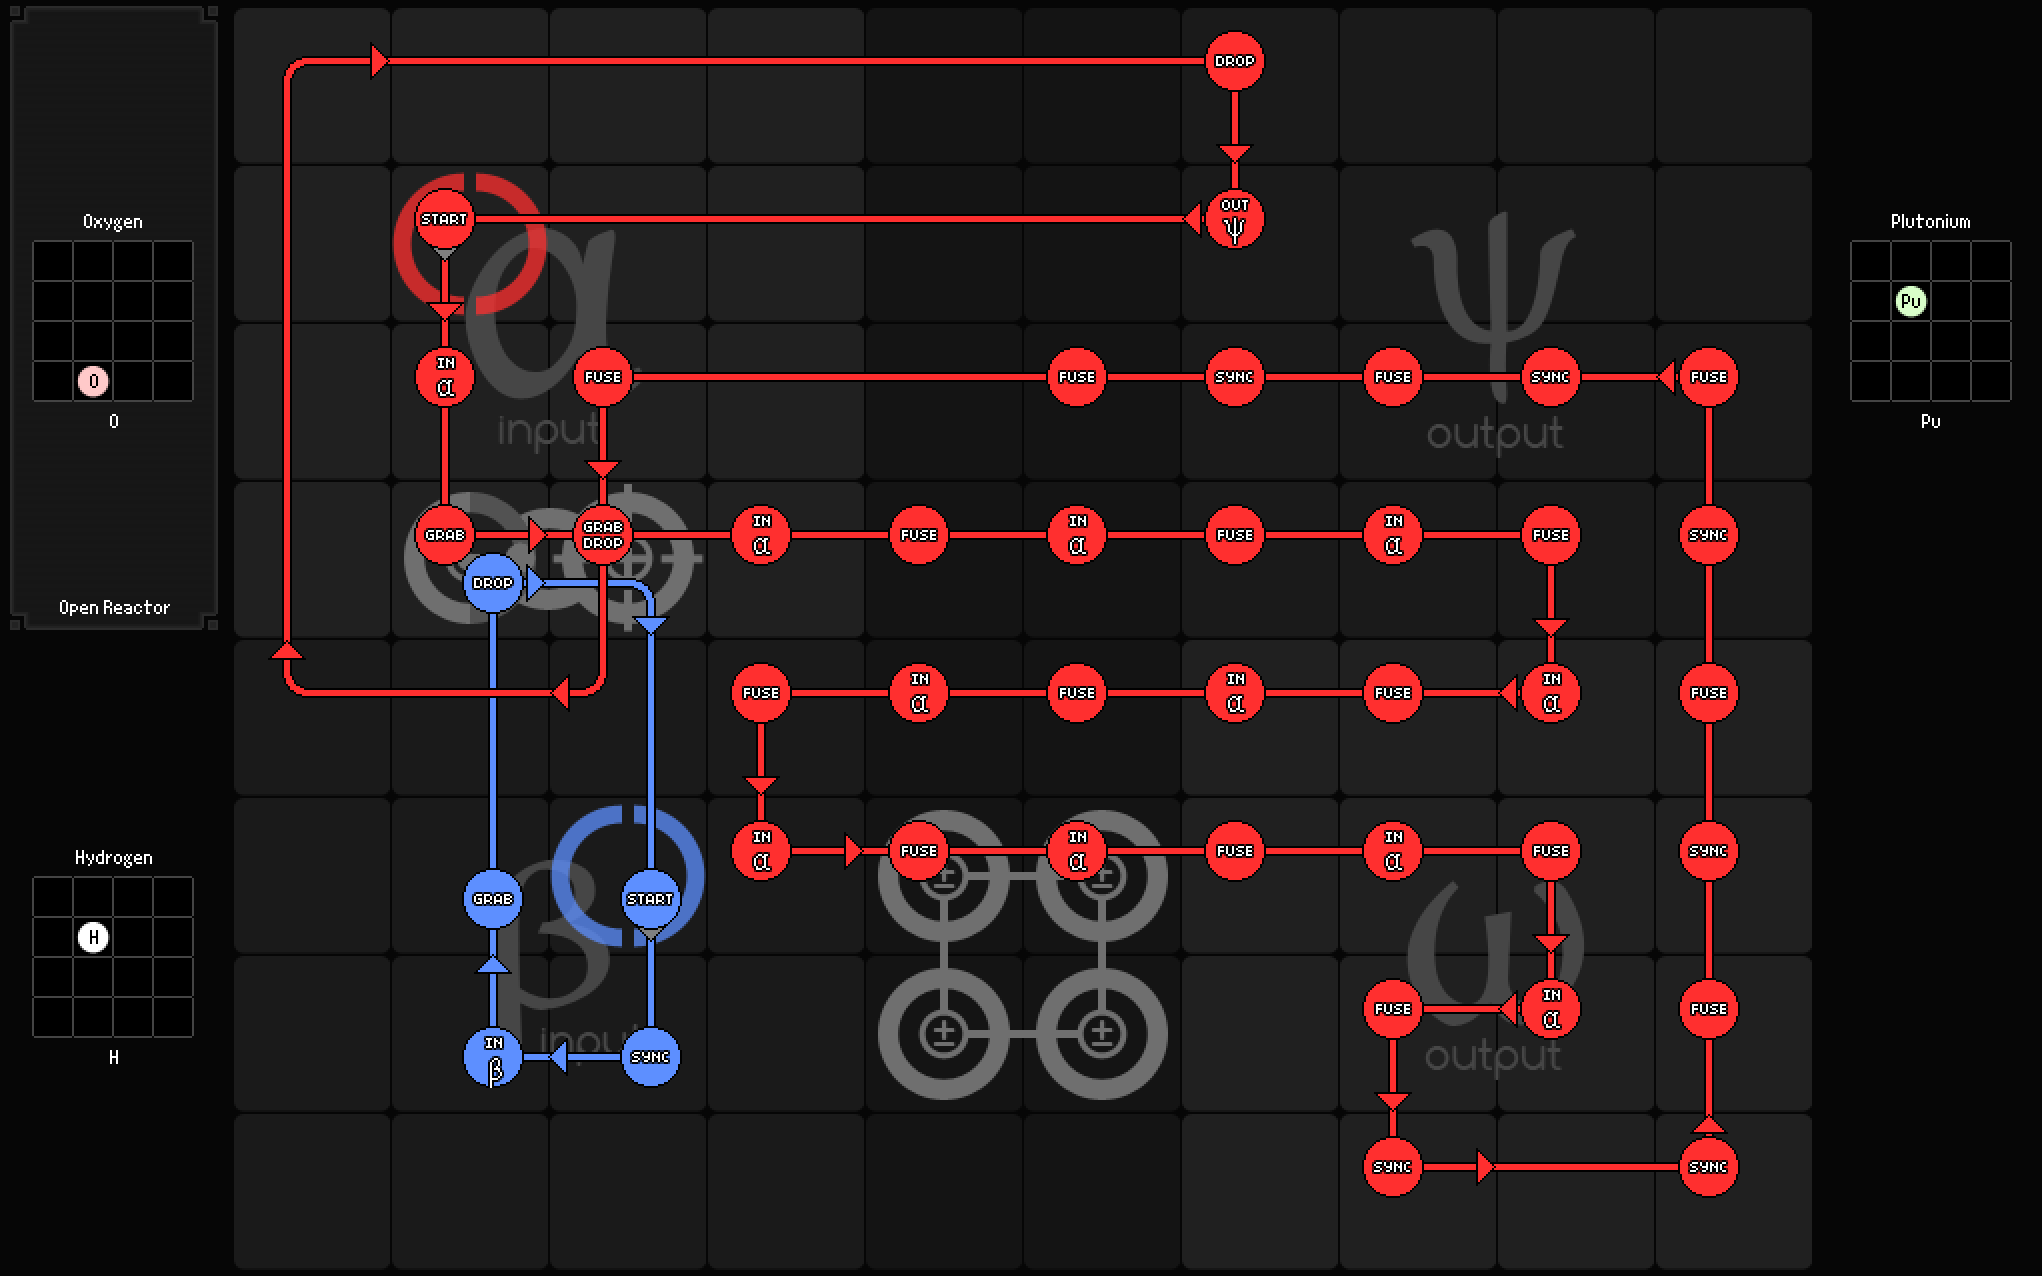 DROP
START
OUT
ψ
α
input
ψ
output
Oxygen
O
O
Open Reactor
Plutonium
Pu
Pu
IN
α
FUSE
FUSE
SYNC
FUSE
SYNC
FUSE
GRAB
GRAB
DROP
IN
α
FUSE
IN
α
FUSE
IN
α
FUSE
SYNC
DROP
FUSE
IN
α
FUSE
IN
α
FUSE
IN
α
FUSE
IN
α
FUSE
IN
α
FUSE
IN
α
FUSE
SYNC
Hydrogen
H
H
GRAB
START
β
input
± ±
± ±
ω
output
FUSE
IN
α
FUSE
IN
β
SYNC
SYNC
SYNC